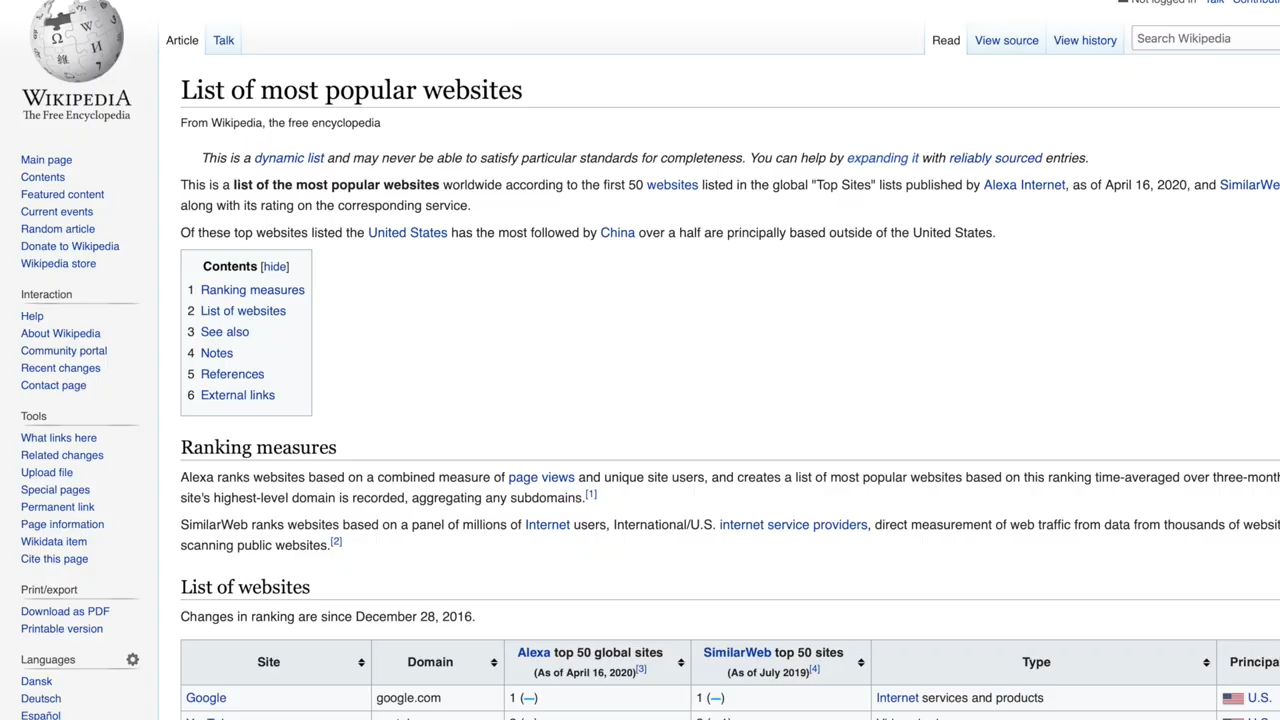 Not logged in Talk
Article
Talk
Read
View source
View history
Search Wikipedia
WIKIPEDIA
The Free Encyclopedia
Main page
Contents
Featured content
Current events
Random article
Donate to Wikipedia
Wikipedia store
Interaction
Help
About Wikipedia
Community portal
Recent changes
Contact page
Tools
What links here
Related changes
Upload file
Special pages
Permanent link
Page information
Wikidata item
Cite this page
Print/export
Download as PDF
Printable version
Languages
Dansk
Deutsch
Español
List of most popular websites
From Wikipedia, the free encyclopedia
This is a dynamic list and may never be able to satisfy particular standards for completeness. You can help by expanding it with reliably sourced entries.
This is a list of the most popular websites worldwide according to the first 50 websites listed in the global "Top Sites" lists published by Alexa Internet, as of April 16, 2020, and SimilarWe
along with its rating on the corresponding service.
Of these top websites listed the United States has the most followed by China over a half are principally based outside of the United States.
Contents [hide]
1 Ranking measures
2 List of websites
3 See also
4 Notes
5 References
6 External links
Ranking measures
Alexa ranks websites based on a combined measure of page views and unique site users, and creates a list of most popular websites based on this ranking time-averaged over three-month
site's highest-level domain is recorded, aggregating any subdomains.[1]
SimilarWeb ranks websites based on a panel of millions of Internet users, International/U.S. internet service providers, direct measurement of web traffic from data from thousands of websit
scanning public websites.[2]
List of websites
Changes in ranking are since December 28, 2016.
Site
Domain
Alexa top 50 global sites
(As of April 16, 2020)[3]
SimilarWeb top 50 sites
(As of July 2019)[4]
Type
Principa
Google
google.com
1 (—)
1 (—)
Internet services and products
U.S.